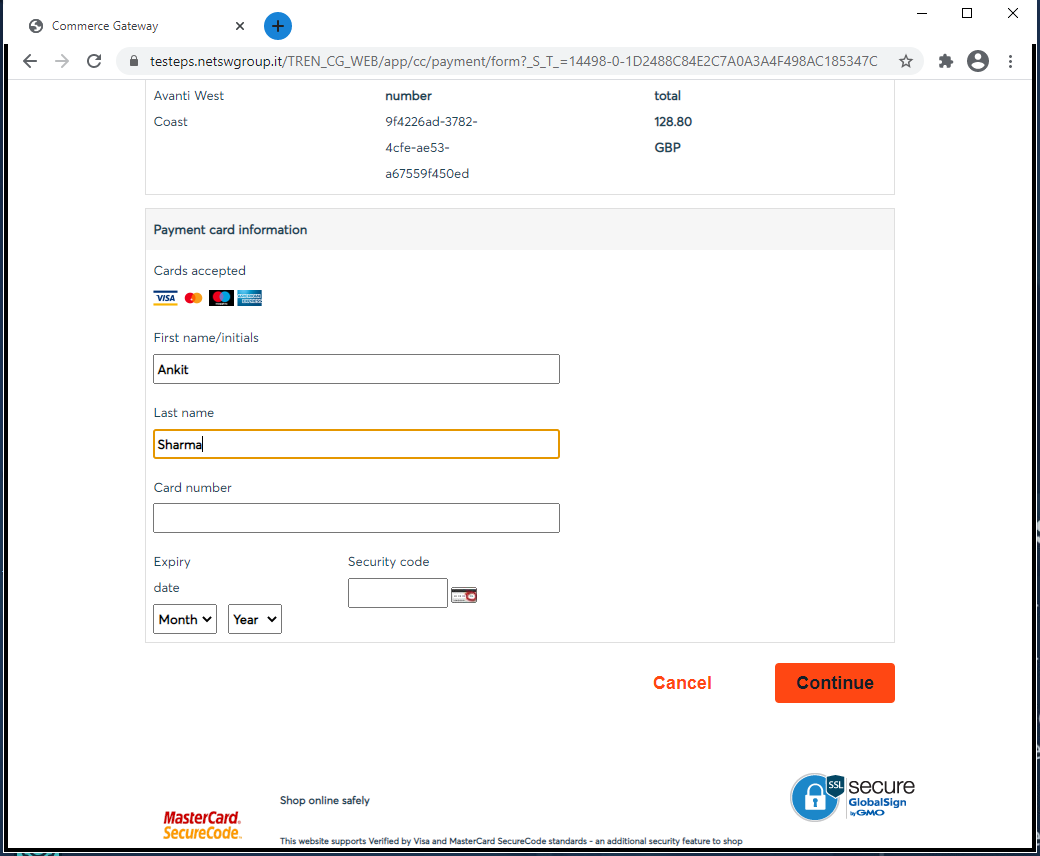 Commerce Gateway
testeps.netswgroup.it/TREN_CG_WEB/app/cc/payment/form?_S_T_=14498-0-1D2488C84E2C7A0A3A4F498AC185347C
Avanti West
Coast
number
9f4226ad-3782-
4cfe-ae53-
a67559f450ed
total
128.80
GBP
Payment card information
Cards accepted
VISA
First name/initials
Ankit
Last name
Sharma
Card number
Expiry
date
Security code
Month
Year
Cancel
Continue
MasterCard.
SecureCode.
Shop online safely
This website supports Verified by Visa and MasterCard SecureCode standards - an additional security feature to shop
SSL
secure
GlobalSign
by GMO